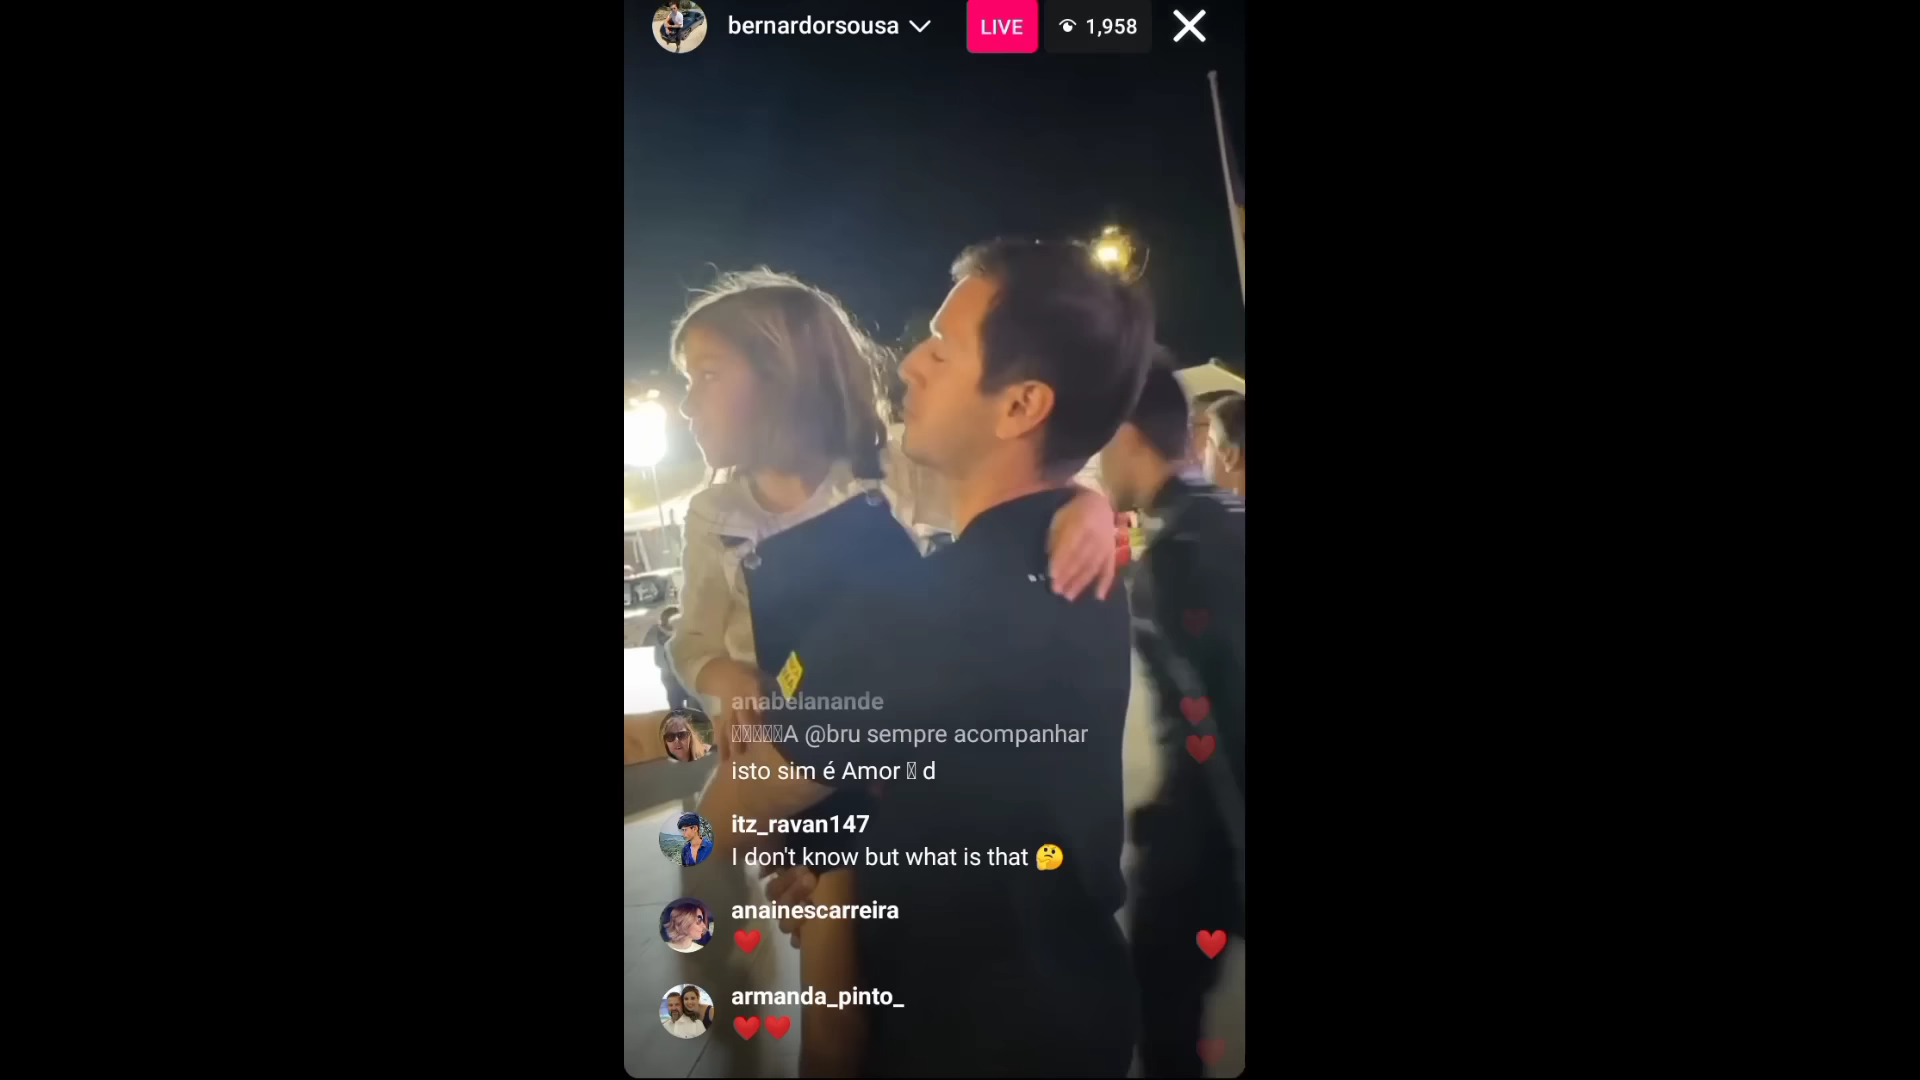 bernardorsousa
LIVE
1,958
anabelanande
A @bru sempre acompanhar
isto sim é Amor d
itz_ravan147
I don't know but what is that 🤔
anainescarreira
❤️
armanda_pinto_
❤️❤️